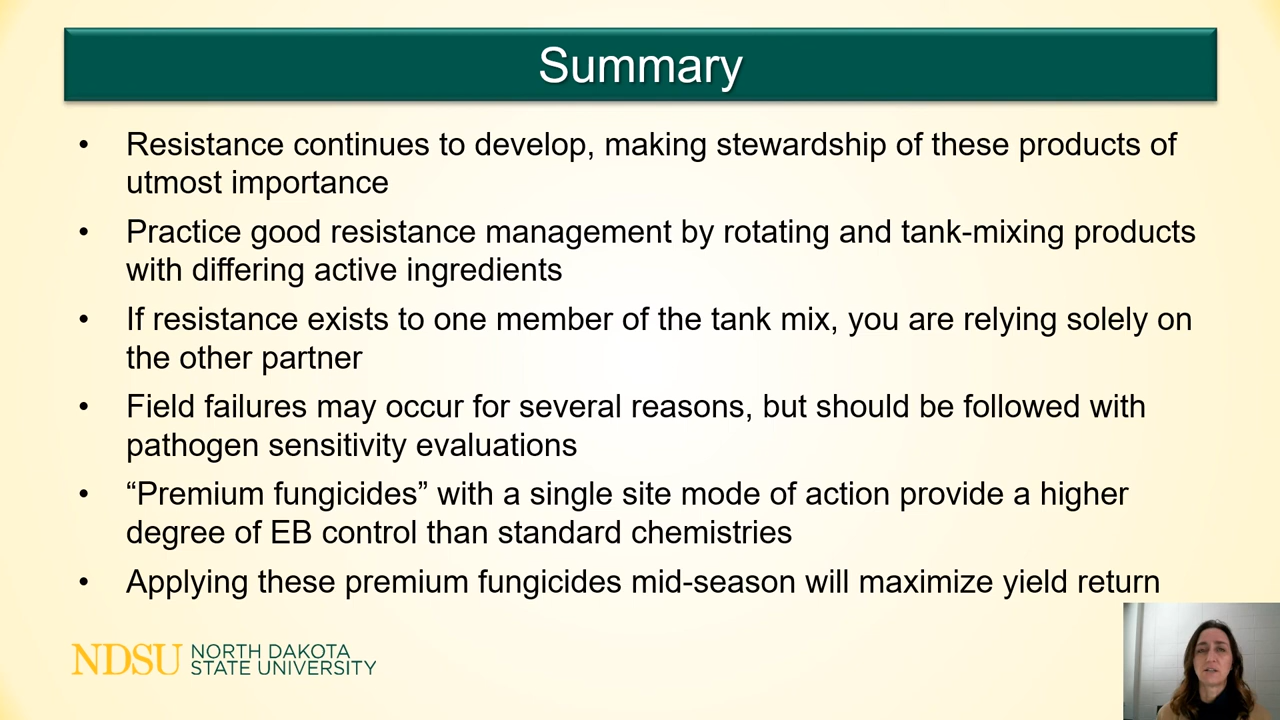 Summary
• Resistance continues to develop, making stewardship of these products of
utmost importance
• Practice good resistance management by rotating and tank-mixing products
with differing active ingredients
• If resistance exists to one member of the tank mix, you are relying solely on
the other partner
• Field failures may occur for several reasons, but should be followed with
pathogen sensitivity evaluations
• “Premium fungicides” with a single site mode of action provide a higher
degree of EB control than standard chemistries
• Applying these premium fungicides mid-season will maximize yield return
NDSU NORTH DAKOTA
STATE UNIVERSITY